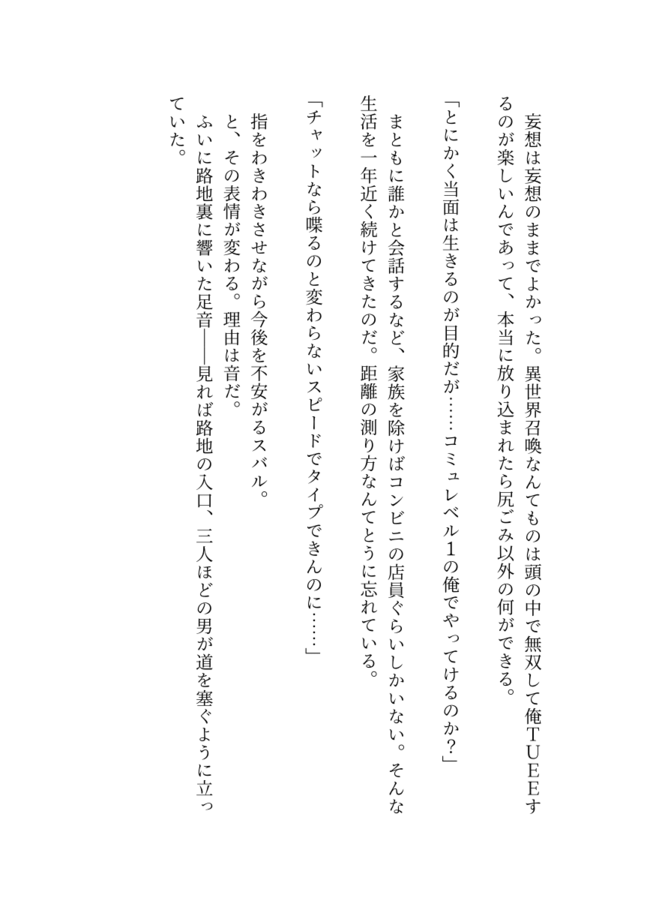 妄想は妄想のままでよかった。異世界召喚なんてものは頭の中で無双して俺ＴＵＥＥす
るのが楽しいんであって、本当に放り込まれたら尻ごみ以外の何ができる。
「とにかく当面は生きるのが目的だが……コミュレベル１の俺でやってけるのか？」
まともに誰かと会話するなど、家族を除けばコンビニの店員ぐらいしかいない。そんな
生活を一年近く続けてきたのだ。距離の測り方なんてとうに忘れている。
「チャットなら喋るのと変わらないスピードでタイプできんのに……」
指をわきわきさせながら今後を不安がるスバル。
と、その表情が変わる。理由は音だ。
ふいに路地裏に響いた足音――見れば路地の入口、三人ほどの男が道を塞ぐように立っ
ていた。